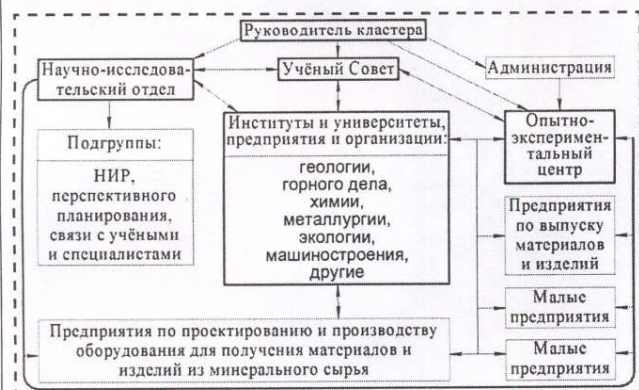 Руководитель кластера
Научно-исследова-
тельский отдел
Учёный Совет
Администрация
Подгруппы:
НИР,
перспективного
планирования,
связи с учёными
и специалистами
Институты и университеты,
предприятия и организации:
геологии,
горного дела,
химии,
металлургии,
экологии,
машиностроения,
другие
Опытно-
эксперимен-
тальный
центр
Предприятия
по выпуску
материалов
и изделий
Малые
предприятия
Малые
предприятия
Предприятия по проектированию и производству
оборудования для получения материалов и
изделий из минерального сырья